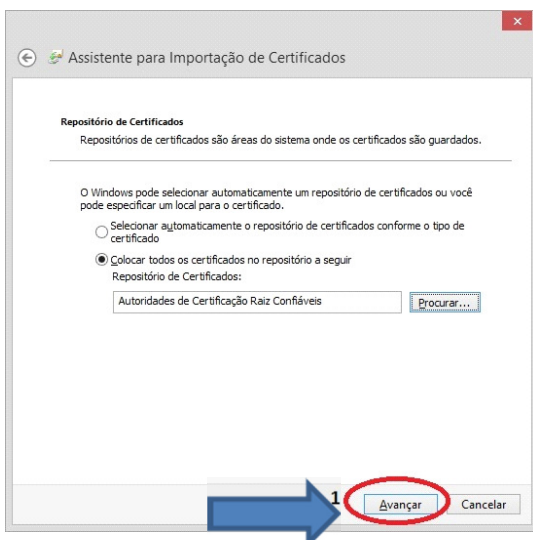 Assistente para Importação de Certificados
Repositório de Certificados
Repositórios de certificados são áreas do sistema onde os certificados são guardados.
O Windows pode selecionar automaticamente um repositório de certificados ou você
pode especificar um local para o certificado.
Selecionar automaticamente o repositório de certificados conforme o tipo de
certificado
Colocar todos os certificados no repositório a seguir
Repositório de Certificados:
Autoridades de Certificação Raiz Confiáveis
Procurar...
1
Avançar
Cancelar